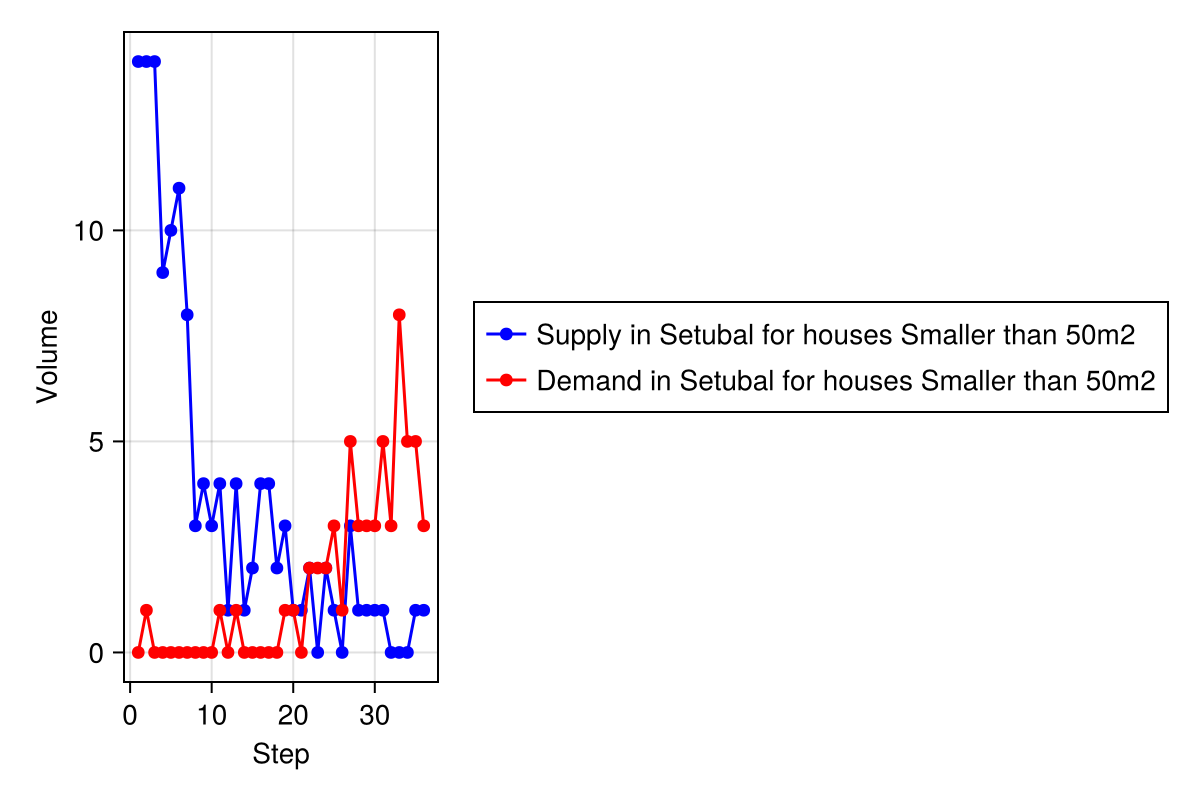 10
5
0
Volume
0 10 20 30
Step
Supply in Setubal for houses Smaller than 50m2
Demand in Setubal for houses Smaller than 50m2